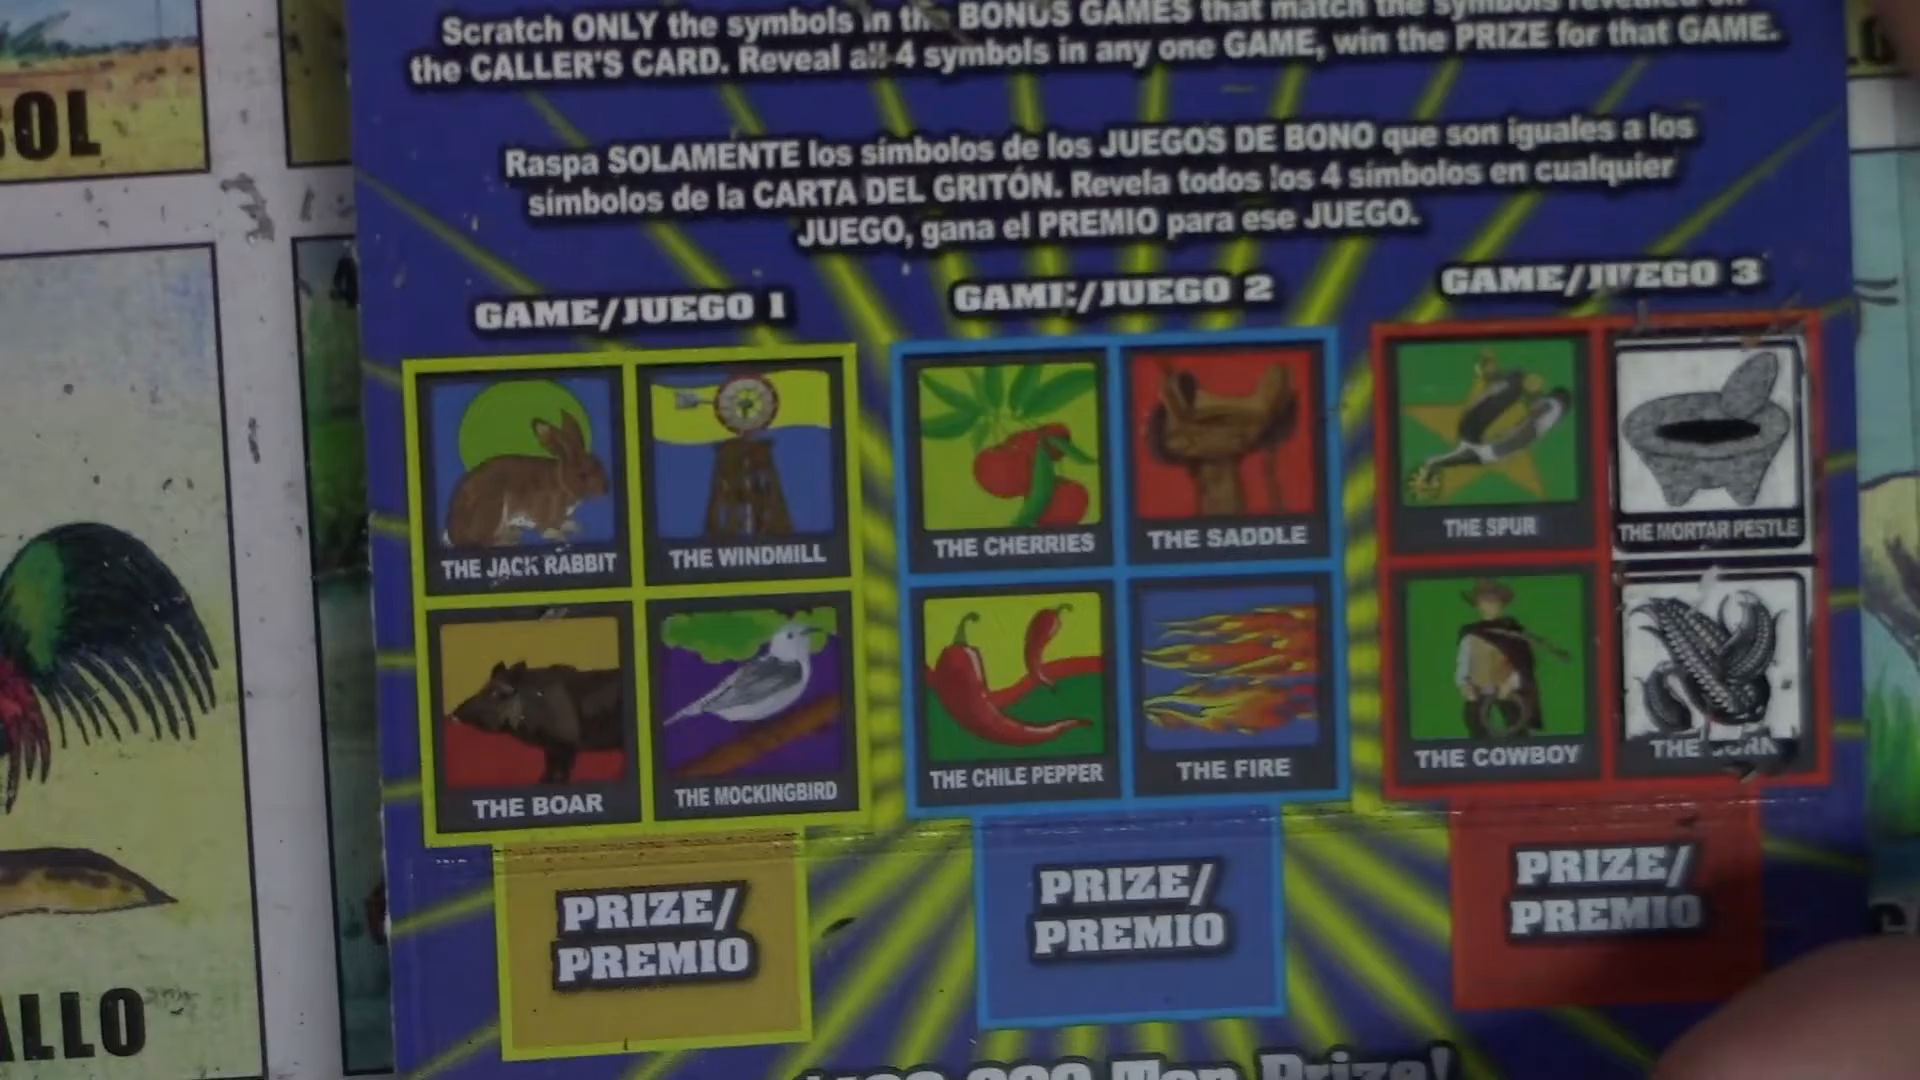 Scratch ONLY the symbols in the BONUS GAMES that match the symbols revealed on
the CALLER'S CARD. Reveal all 4 symbols in any one GAME, win the PRIZE for that GAME.
Raspa SOLAMENTE los símbolos de los JUEGOS DE BONO que son iguales a los
símbolos de la CARTA DEL GRITÓN. Revela todos los 4 símbolos en cualquier
JUEGO, gana el PREMIO para ese JUEGO.
GAME/JUEGO 1
GAME/JUEGO 2
GAME/JUEGO 3
THE JACK RABBIT
THE WINDMILL
THE CHERRIES
THE SADDLE
THE SPUR
THE MORTAR PESTLE
THE BOAR
THE MOCKINGBIRD
THE CHILE PEPPER
THE FIRE
THE COWBOY
THE CORN
PRIZE/
PREMIO
PRIZE/
PREMIO
PRIZE/
PREMIO
Top Prize!
SOL
ALLO